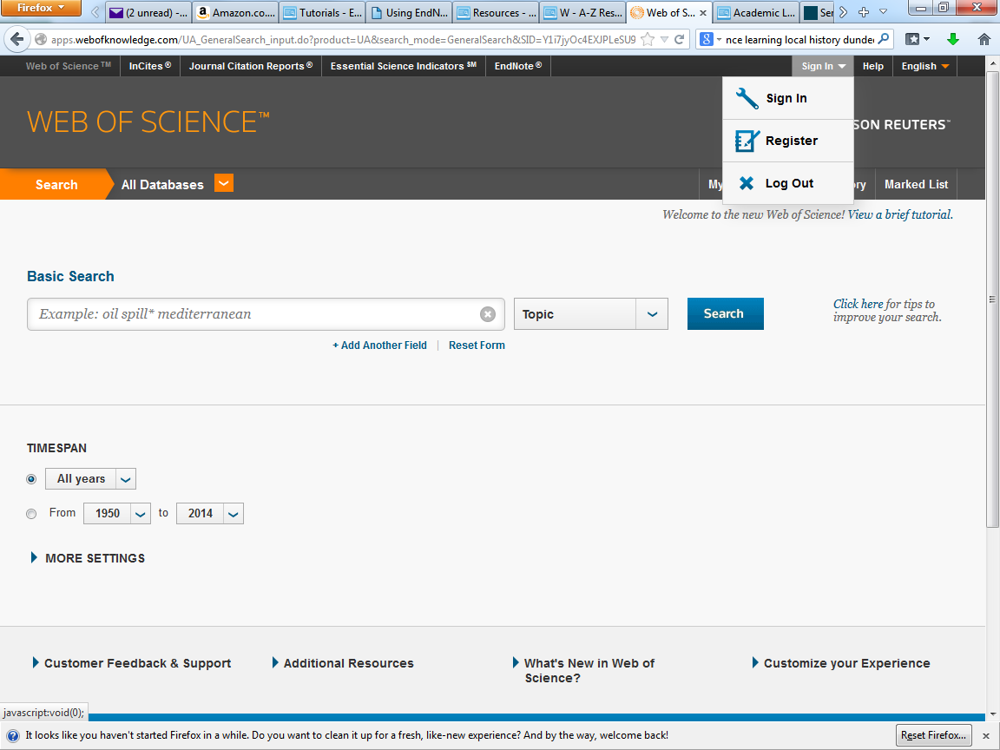 Firefox
(2 unread) -...
Amazon.co....
Tutorials - E...
Using EndN...
Resources - ...
W - A-Z Res...
Web of S...
Academic L...
Ser
apps.webofknowledge.com/UA_GeneralSearch_input.do?product=UA&search_mode=GeneralSearch&SID=Y1i7jyOc4EXJPLeSU9
nce learning local history dunde
Web of Science™ InCites® Journal Citation Reports® Essential Science Indicators ℠ EndNote® Sign In Help English
Sign In
WEB OF SCIENCE™
SON REUTERS™
Register
Search All Databases My ry Marked List
Log Out
Welcome to the new Web of Science! View a brief tutorial.
Basic Search
Example: oil spill* mediterranean Topic Search
Click here for tips to
improve your search.
+ Add Another Field | Reset Form
TIMESPAN
All years
From 1950 to 2014
MORE SETTINGS
Customer Feedback & Support
Additional Resources
What's New in Web of
Science?
Customize your Experience
javascript:void(0);
It looks like you haven't started Firefox in a while. Do you want to clean it up for a fresh, like-new experience? And by the way, welcome back!
Reset Firefox...